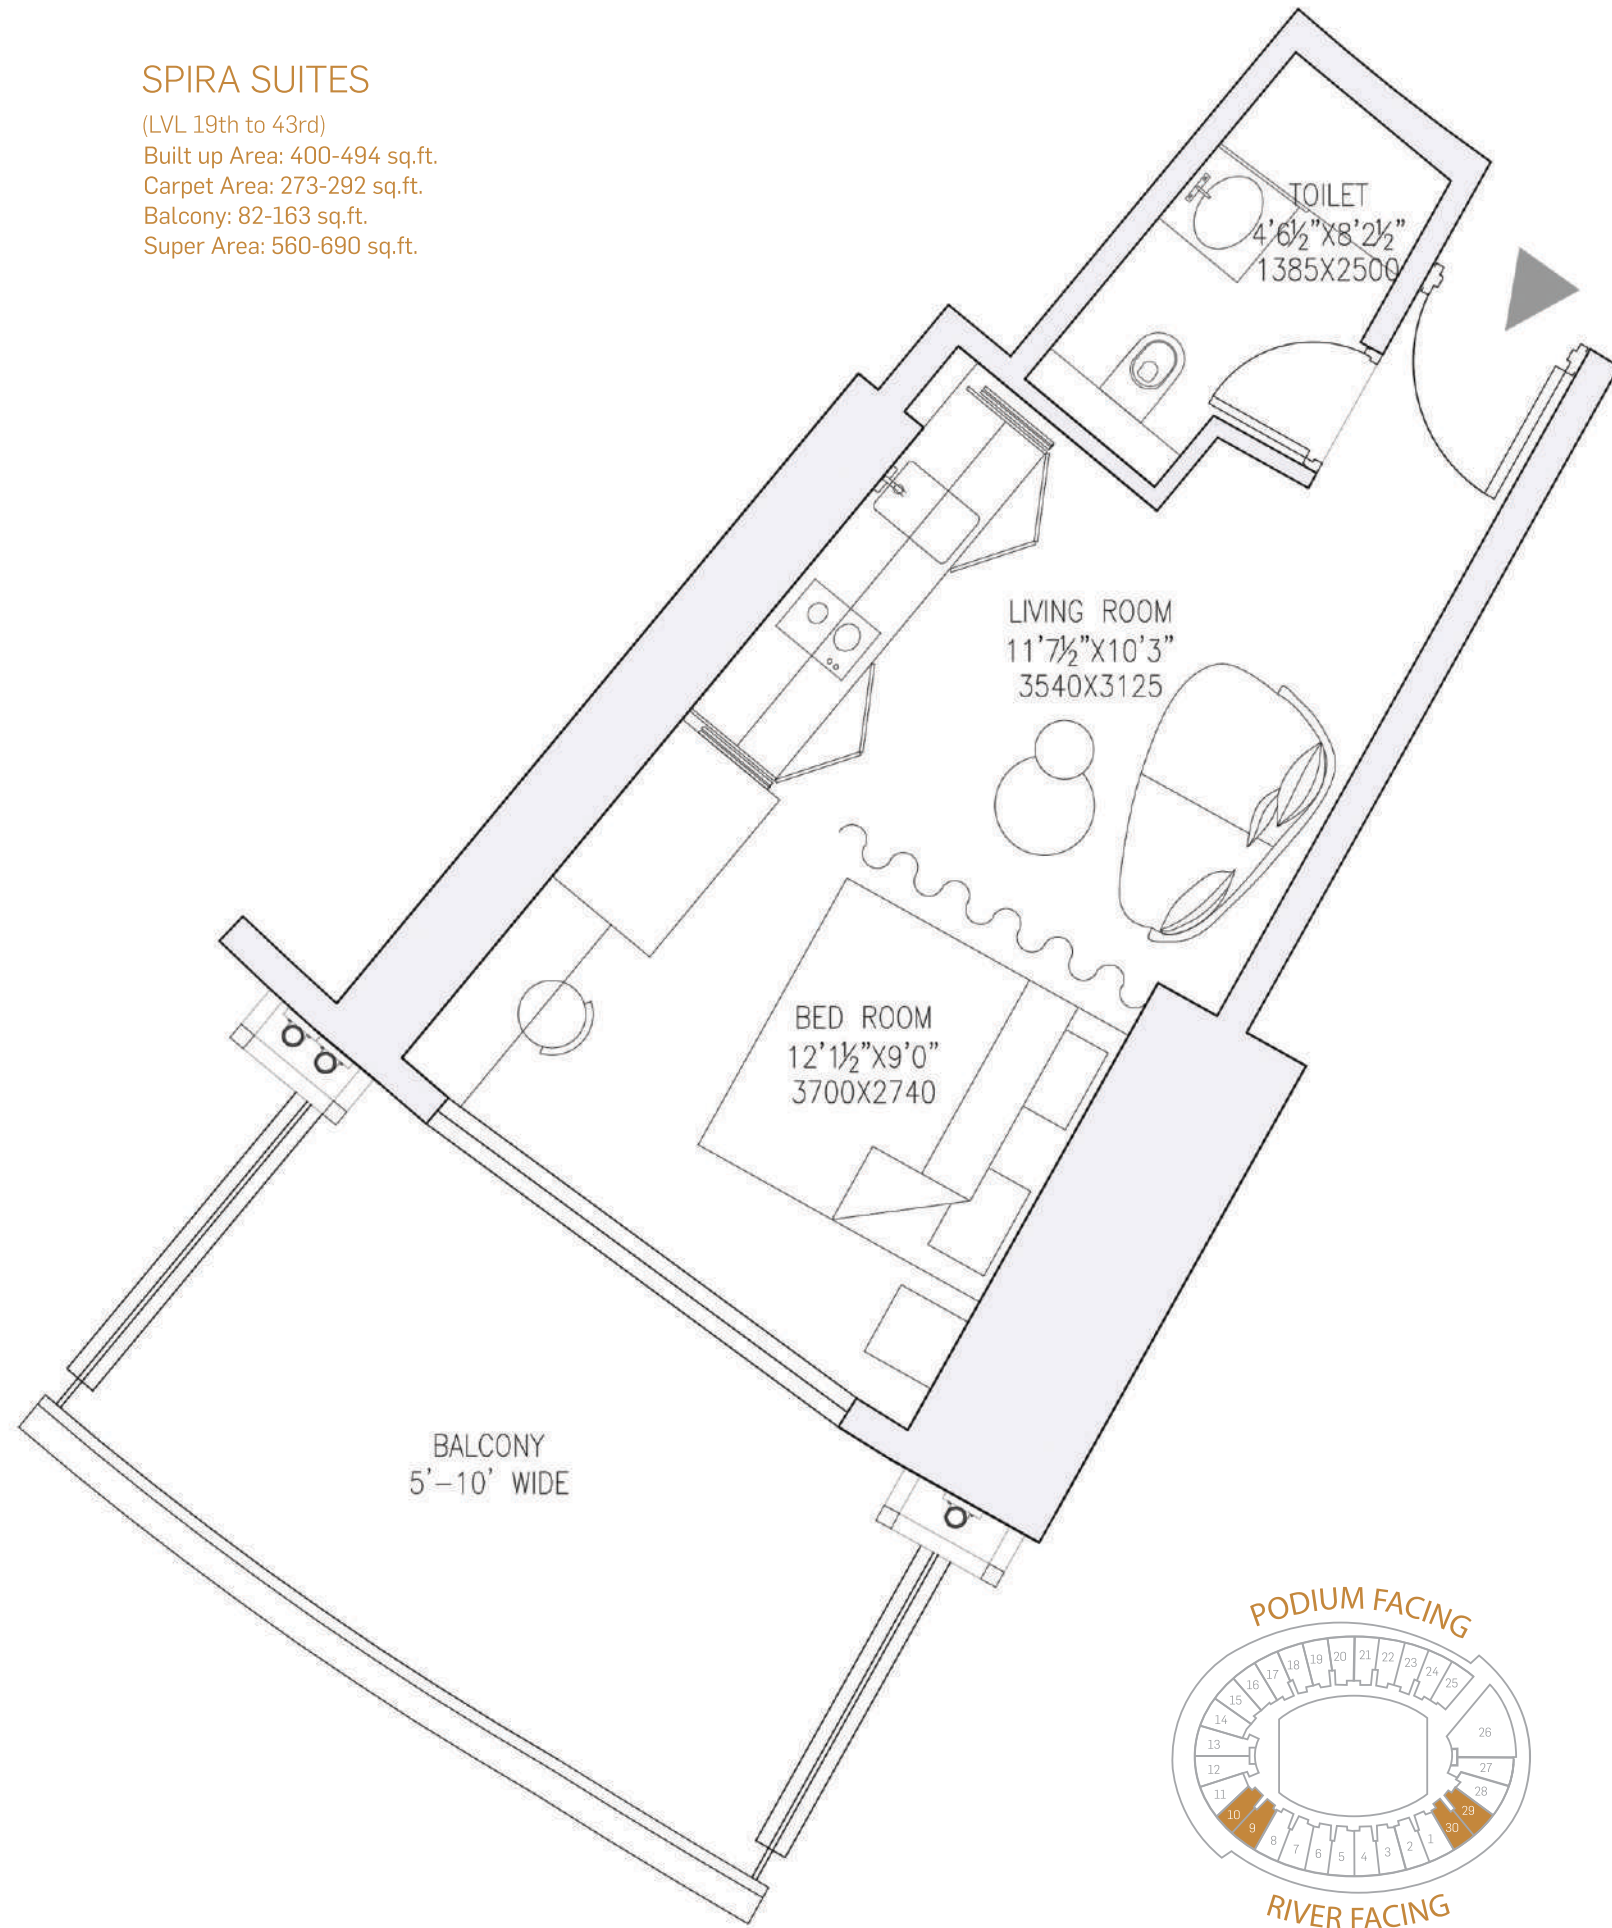 SPIRA SUITES
(LVL 19th to 43rd)
Built up Area: 400-494 sq.ft.
Carpet Area: 273-292 sq.ft.
Balcony: 82-163 sq.ft.
Super Area: 560-690 sq.ft.
TOILET
4'6½"X8'2½"
1385X2500
LIVING ROOM
11'7½"X10'3"
3540X3125
BED ROOM
12'1½"X9'0"
3700X2740
BALCONY
5'-10' WIDE
PODIUM FACING
16 17 18 19 20 21 22 23 24 25
15
14
13
12
11
10
9
26
27
28
29
30
8 7 6 5 4 3 2 1
RIVER FACING